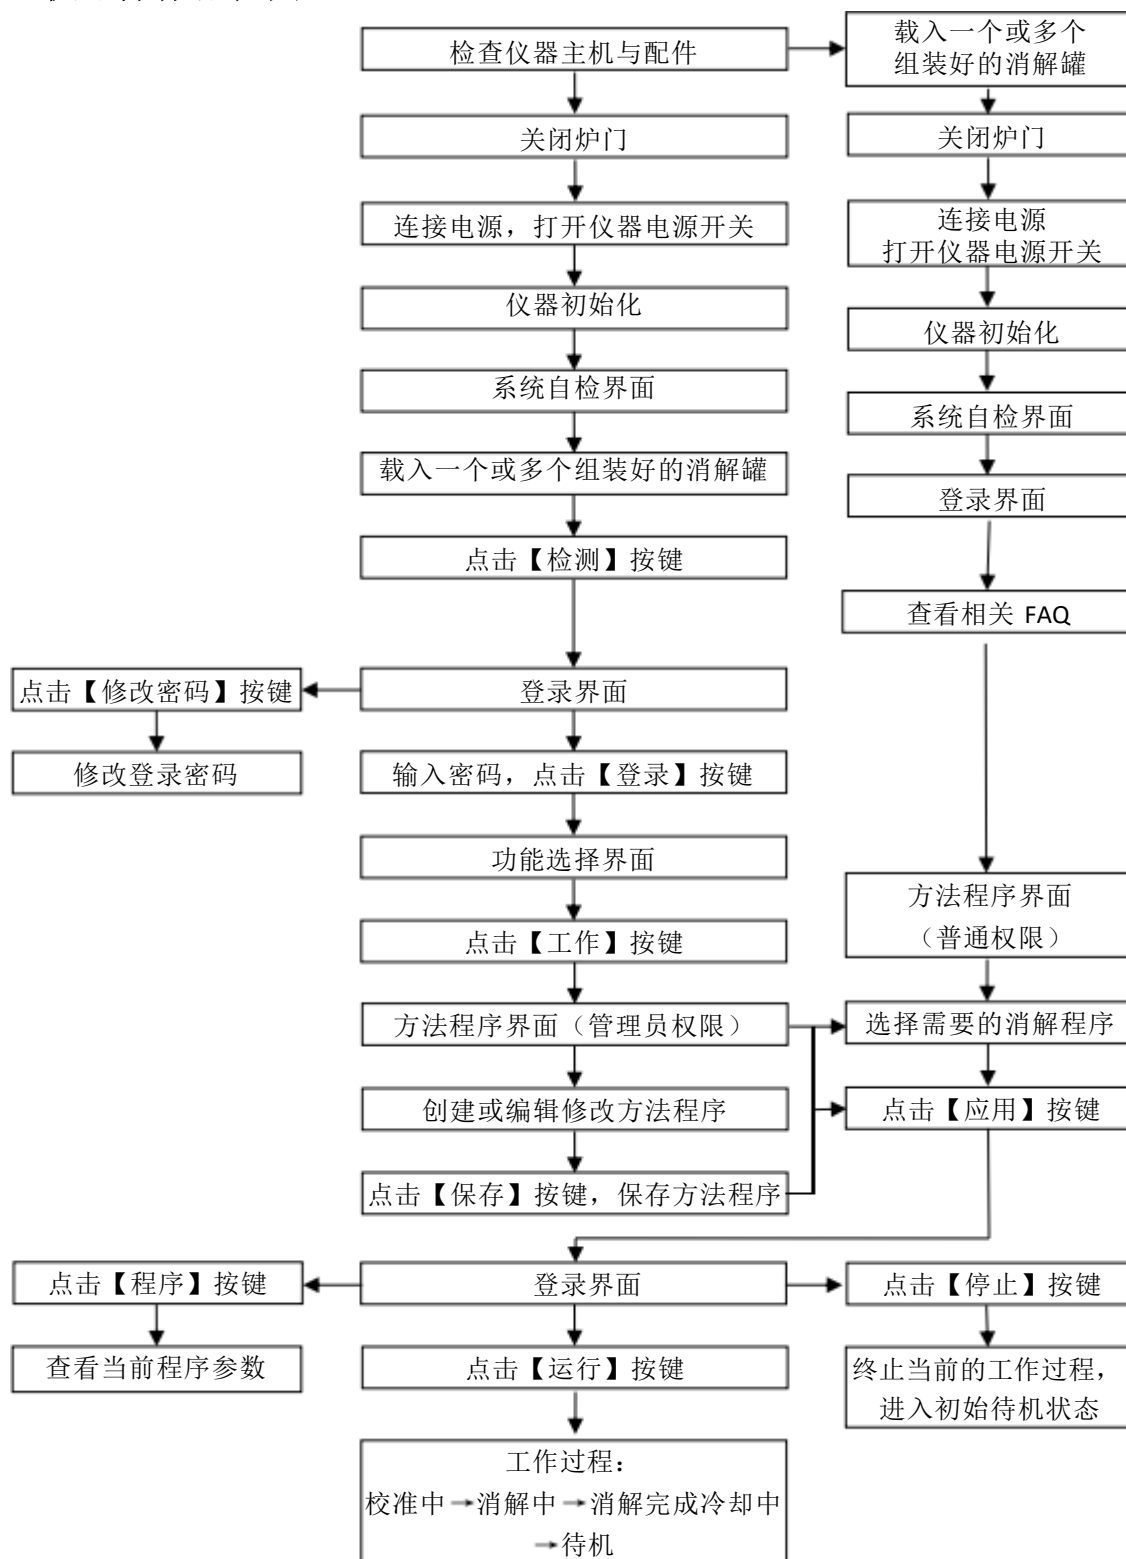 检查仪器主机与配件
载入一个或多个
组装好的消解罐
关闭炉门
关闭炉门
连接电源，打开仪器电源开关
连接电源
打开仪器电源开关
仪器初始化
仪器初始化
系统自检界面
系统自检界面
载入一个或多个组装好的消解罐
登录界面
点击【检测】按键
查看相关 FAQ
点击【修改密码】按键
登录界面
修改登录密码
输入密码，点击【登录】按键
功能选择界面
方法程序界面
（普通权限）
点击【工作】按键
方法程序界面（管理员权限）
选择需要的消解程序
创建或编辑修改方法程序
点击【应用】按键
点击【保存】按键，保存方法程序
点击【程序】按键
登录界面
点击【停止】按键
查看当前程序参数
点击【运行】按键
终止当前的工作过程，
进入初始待机状态
工作过程：
校准中→消解中→消解完成冷却中
→待机